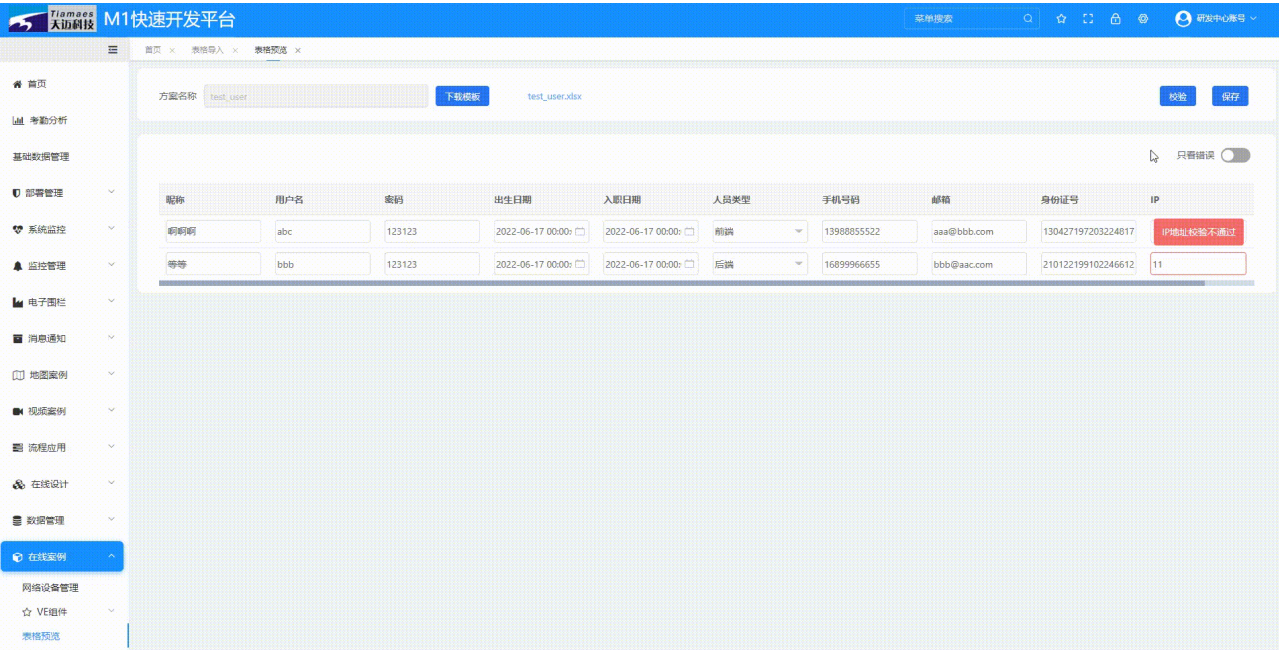 Tiamaes
天迈科技
M1快速开发平台
菜单搜索
研发中心账号
首页
表格导入
表格预览
首页
考勤分析
基础数据管理
部署管理
系统监控
监控管理
电子围栏
消息通知
地图案例
视频案例
流程应用
在线设计
数据管理
在线案例
网络设备管理
VE组件
表格预览
方案名称 test_user 下载模板 test_user.xlsx 校验 保存
只看错误
昵称 用户名 密码 出生日期 入职日期 人员类型 手机号码 邮箱 身份证号 IP
啊啊啊 abc 123123 2022-06-17 00:00: 2022-06-17 00:00: 前端 13988855522 aaa@bbb.com 130427197203224817 IP地址校验不通过
等等 bbb 123123 2022-06-17 00:00: 2022-06-17 00:00: 后端 16899966655 bbb@aac.com 210122199102246612 11